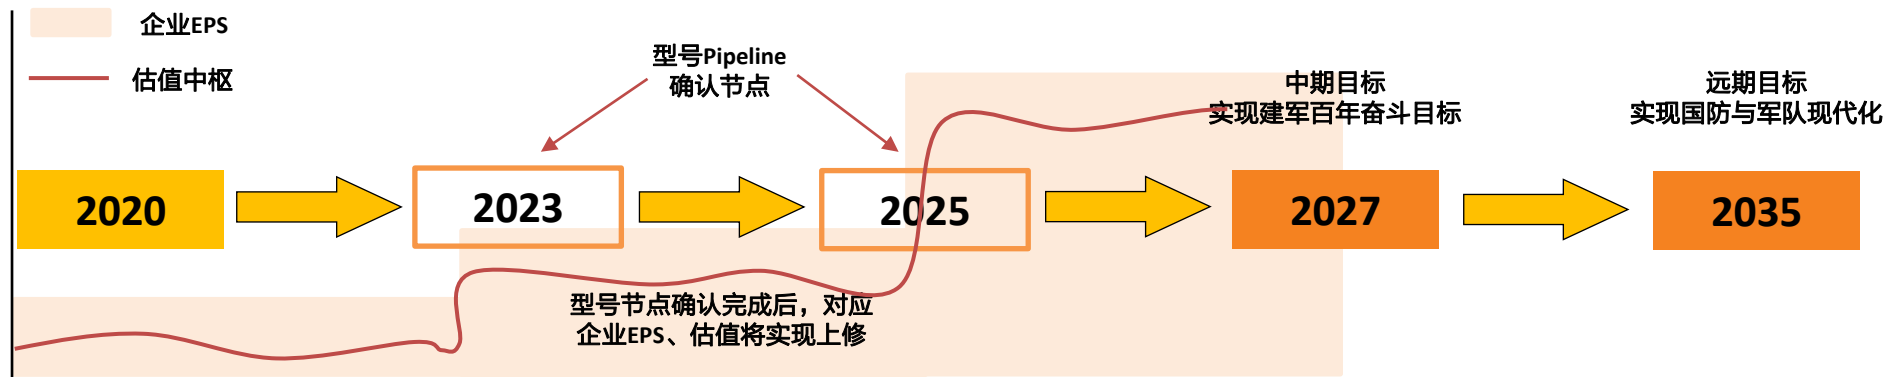 企业EPS
估值中枢
型号Pipeline
确认节点
中期目标
实现建军百年奋斗目标
远期目标
实现国防与军队现代化
2020
2023
2025
2027
2035
型号节点确认完成后，对应
企业EPS、估值将实现上修